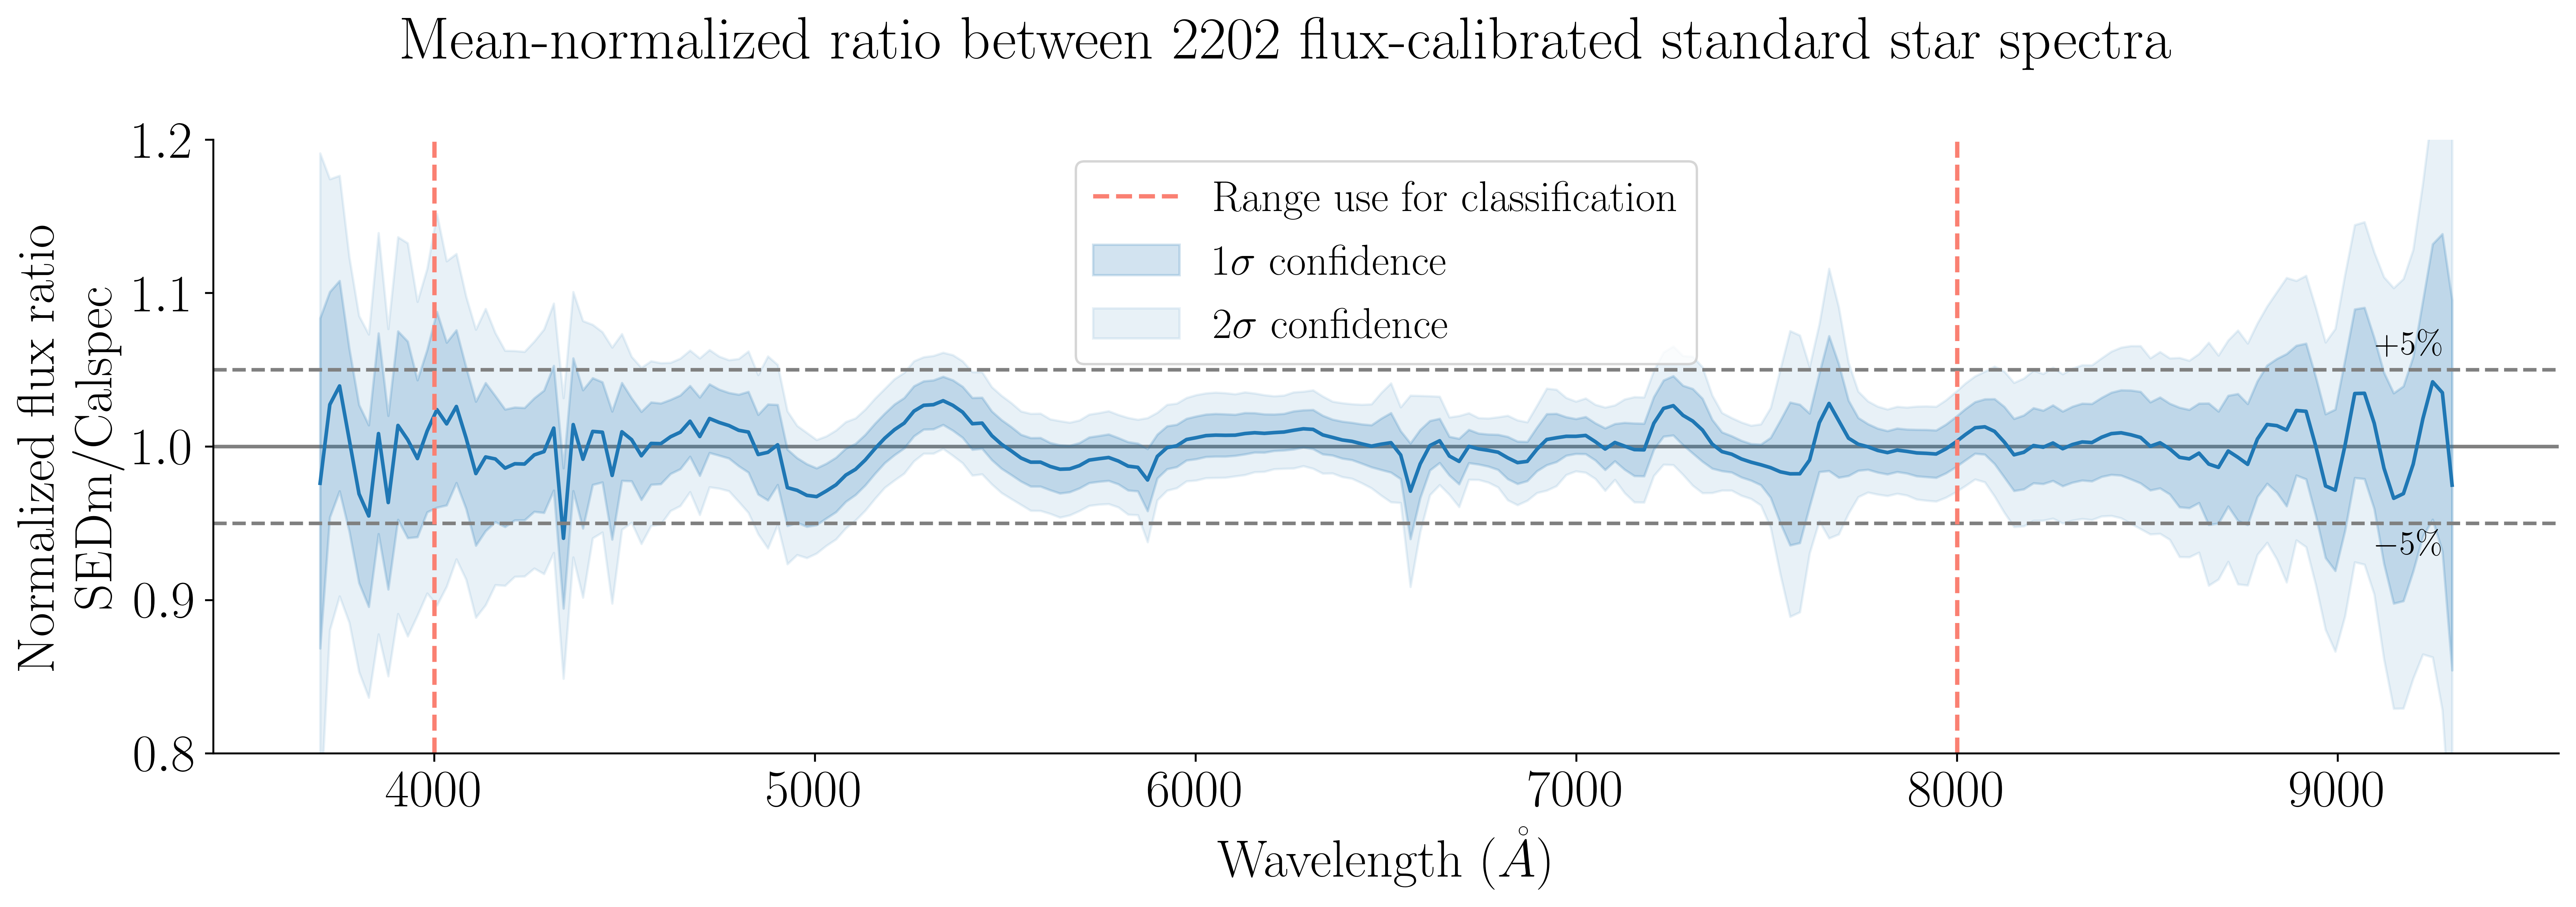 Mean-normalized ratio between 2202 flux-calibrated standard star spectra
Normalized flux ratio
SEDm/Calspec
1.2
1.1
1.0
0.9
0.8
Range use for classification
1σ confidence
2σ confidence
+5%
−5%
4000
5000
6000
7000
8000
9000
Wavelength (Å)